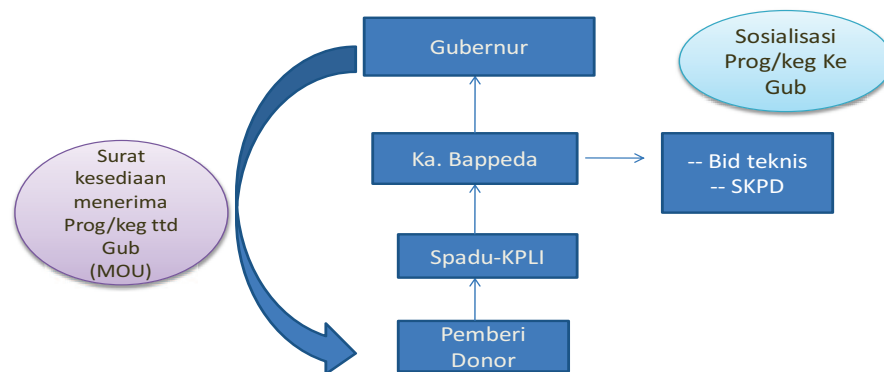 Gubernur
Sosialisasi
Prog/keg Ke
Gub
Surat
kesediaan
menerima
Prog/keg ttd
Gub
(MOU)
Ka. Bappeda
-- Bid teknis
-- SKPD
Spadu-KPLI
Pemberi
Donor